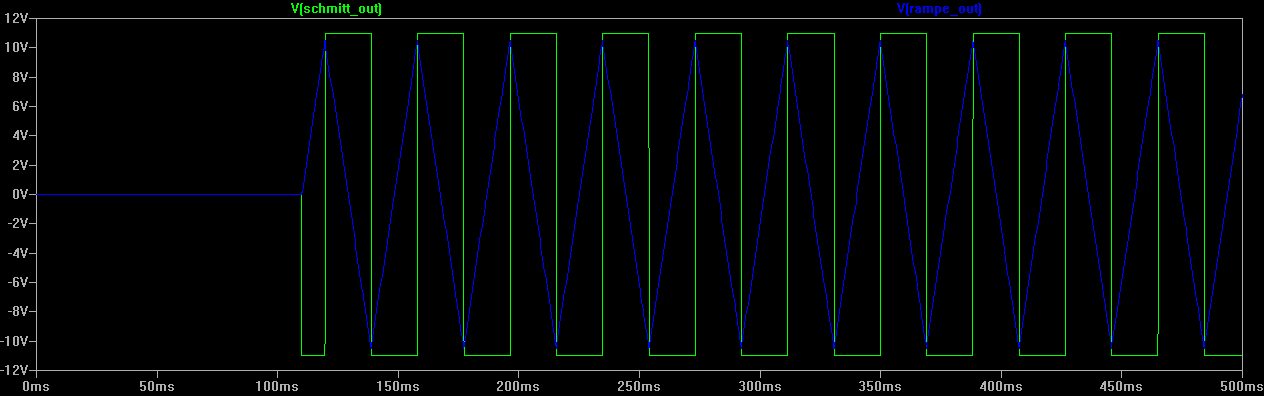 V(schmitt_out) V(rampe_out)
12V
10V
8V
6V
4V
2V
0V
-2V
-4V
-6V
-8V
-10V
-12V
0ms 50ms 100ms 150ms 200ms 250ms 300ms 350ms 400ms 450ms 500ms